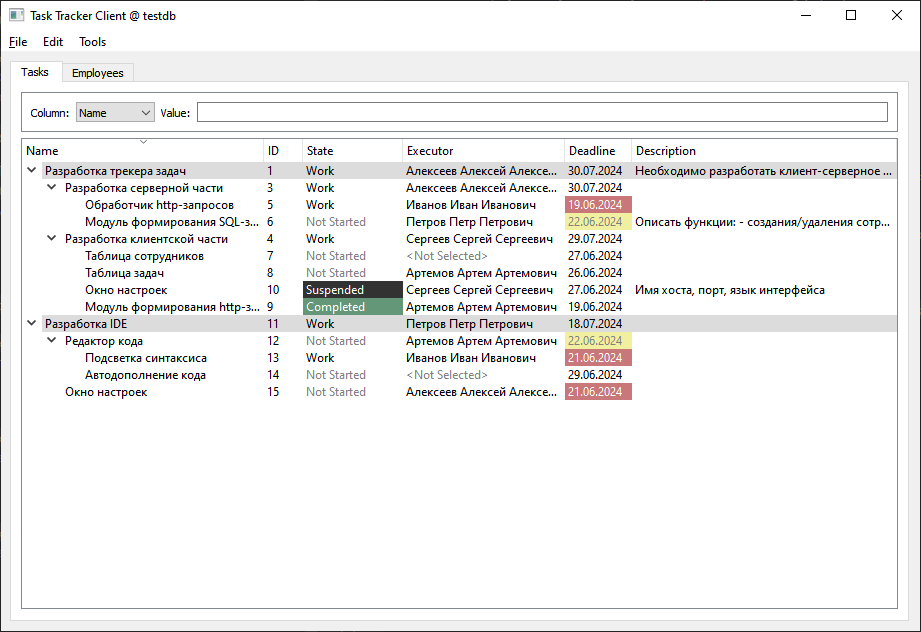 Task Tracker Client @ testdb
File Edit Tools
Tasks Employees
Column: Name Value:
Name ID State Executor Deadline Description
Разработка трекера задач 1 Work Алексеев Алексей Алексе... 30.07.2024 Необходимо разработать клиент-серверное ...
Разработка серверной части 3 Work Алексеев Алексей Алексе... 30.07.2024
Обработчик http-запросов 5 Work Иванов Иван Иванович 19.06.2024
Модуль формирования SQL-з... 6 Not Started Петров Петр Петрович 22.06.2024 Описать функции: - создания/удаления сотр...
Разработка клиентской части 4 Work Сергеев Сергей Сергеевич 29.07.2024
Таблица сотрудников 7 Not Started <Not Selected> 27.06.2024
Таблица задач 8 Not Started Артемов Артем Артемович 26.06.2024
Окно настроек 10 Suspended Сергеев Сергей Сергеевич 27.06.2024 Имя хоста, порт, язык интерфейса
Модуль формирования http-з... 9 Completed Артемов Артем Артемович 19.06.2024
Разработка IDE 11 Work Петров Петр Петрович 18.07.2024
Редактор кода 12 Not Started Артемов Артем Артемович 22.06.2024
Подсветка синтаксиса 13 Work Иванов Иван Иванович 21.06.2024
Автодополнение кода 14 Not Started <Not Selected> 29.06.2024
Окно настроек 15 Not Started Алексеев Алексей Алексе... 21.06.2024